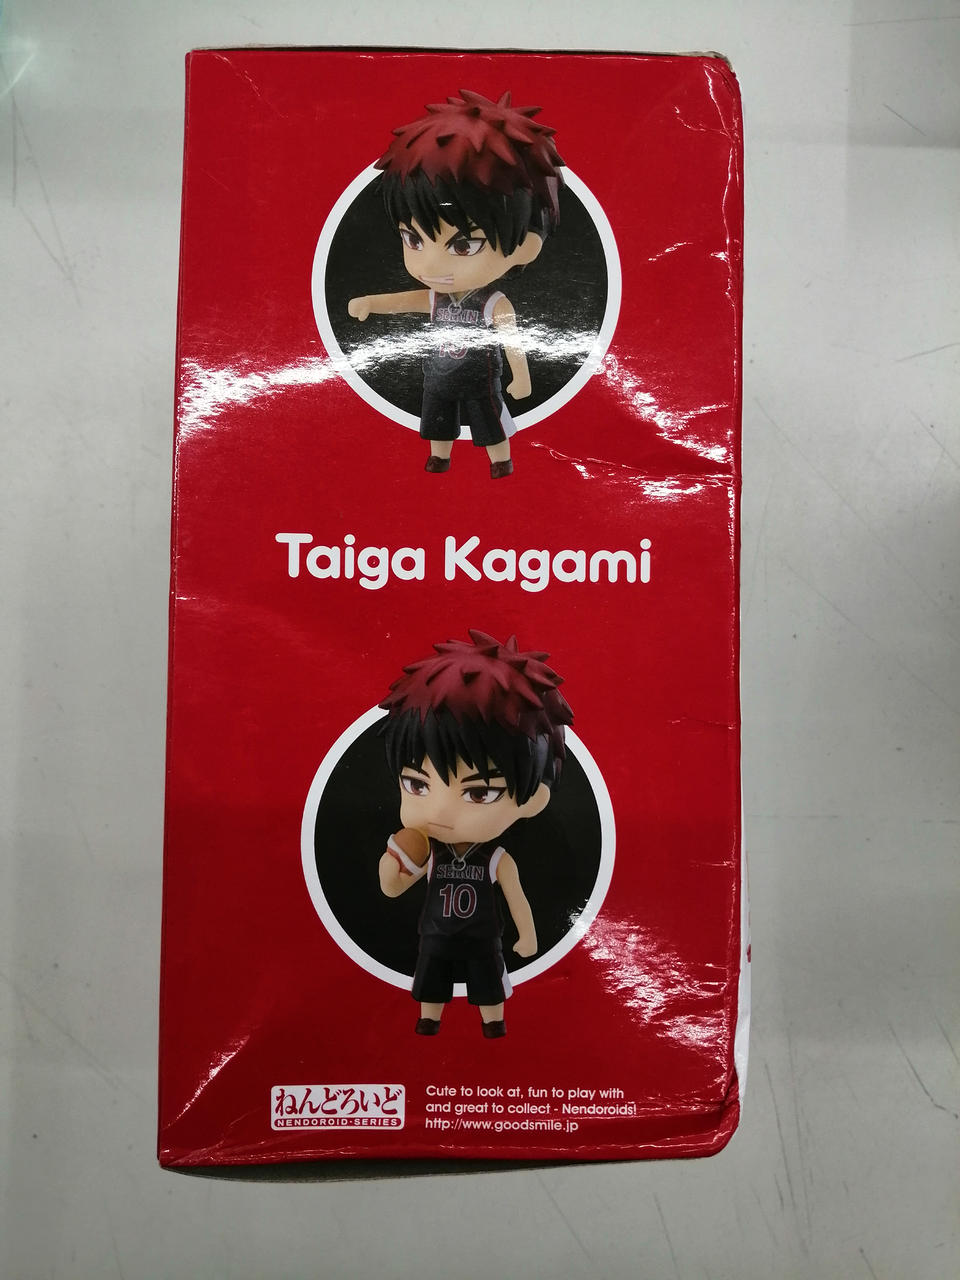 SEIRIN
10
Taiga Kagami
SEIRIN
10
ねんどろいど
NENDOROID·SERIES
Cute to look at, fun to play with
and great to collect - Nendoroids!
http://www.goodsmile.jp